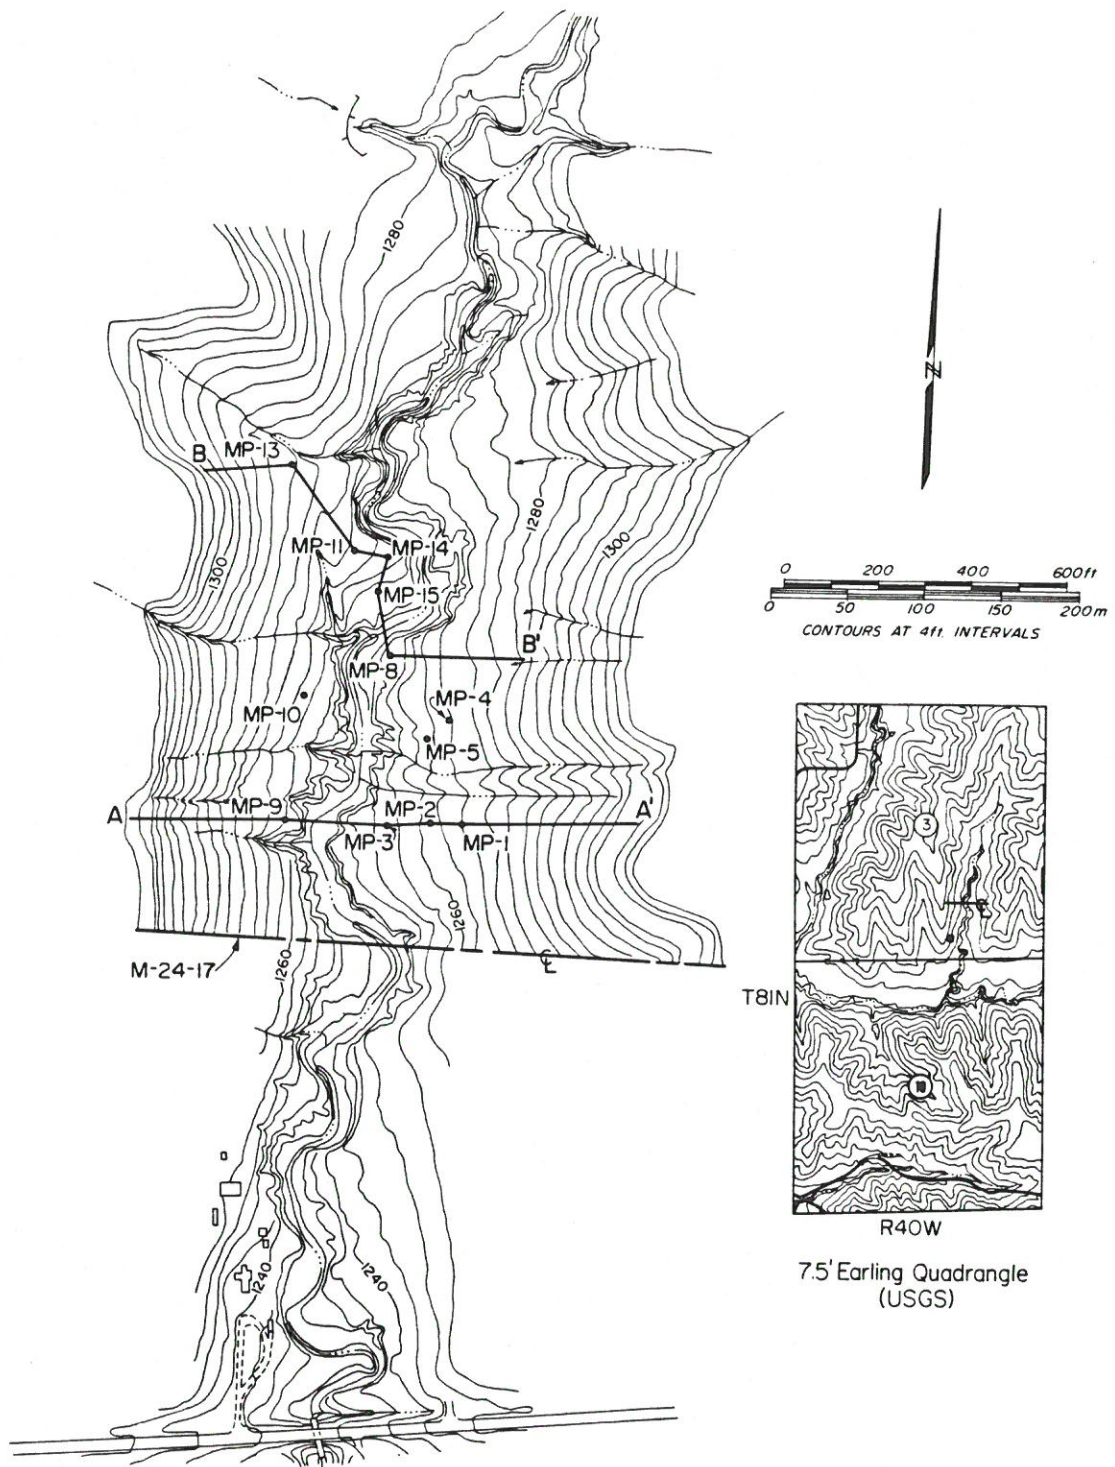 1280
N
B
MP-13
1280
MP-11
MP-14
1300
1300
MP-15
0 200 400 600ft
0 50 100 150 200m
CONTOURS AT 4ft. INTERVALS
B'
MP-8
MP-10
MP-4
MP-5
A
MP-9
MP-2
A'
MP-3
MP-1
3
1260
M-24-17
1260
℄
℄
T81N
10
1240
1240
R40W
7.5' Earling Quadrangle
(USGS)